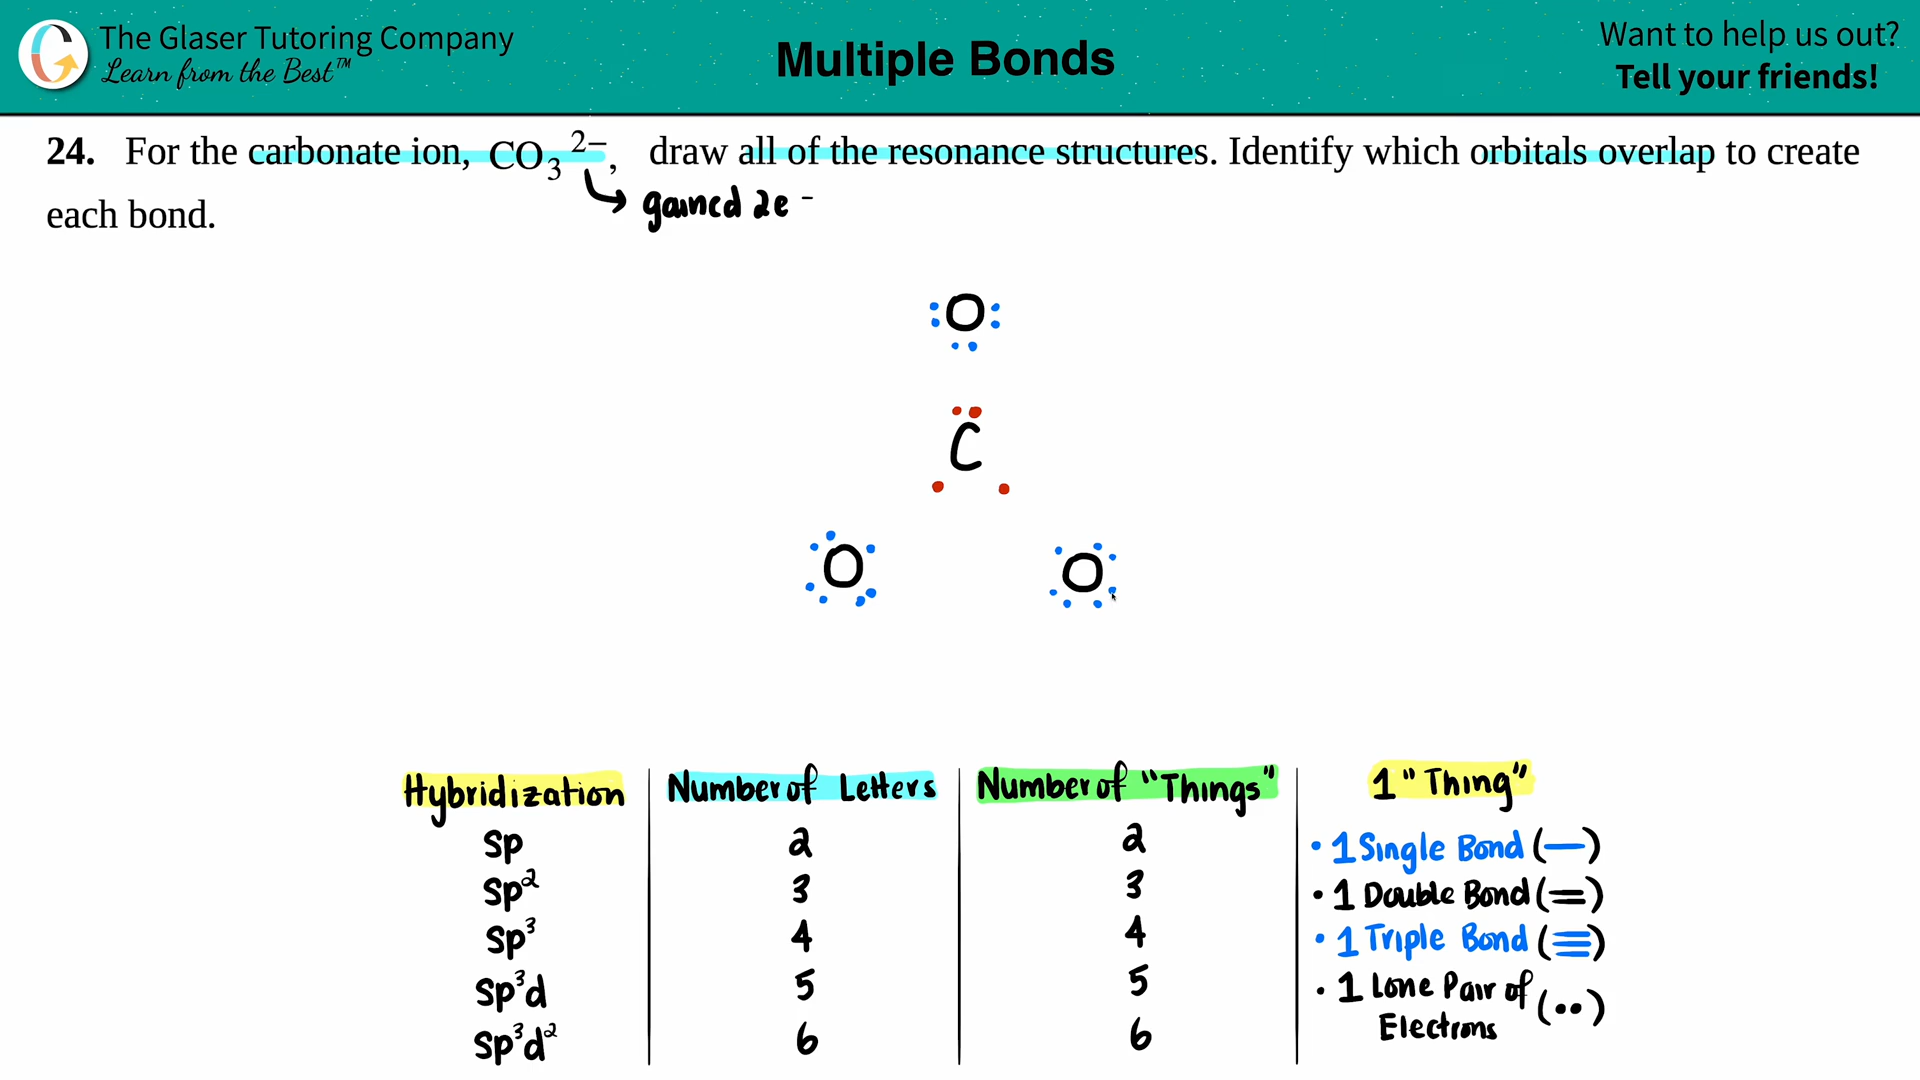 The Glaser Tutoring Company
Learn from the Best™
Multiple Bonds
Want to help us out?
Tell your friends!
24. For the carbonate ion, CO₃²⁻, draw all of the resonance structures. Identify which orbitals overlap to create
each bond.
gained 2e⁻
O
C
O O
Hybridization Number of Letters Number of "Things" 1 "Thing"
sp 2 2 • 1 Single Bond (—)
sp² 3 3 • 1 Double Bond (=)
sp³ 4 4 • 1 Triple Bond (≡)
sp³d 5 5 • 1 Lone Pair of
Electrons (••)
sp³d² 6 6